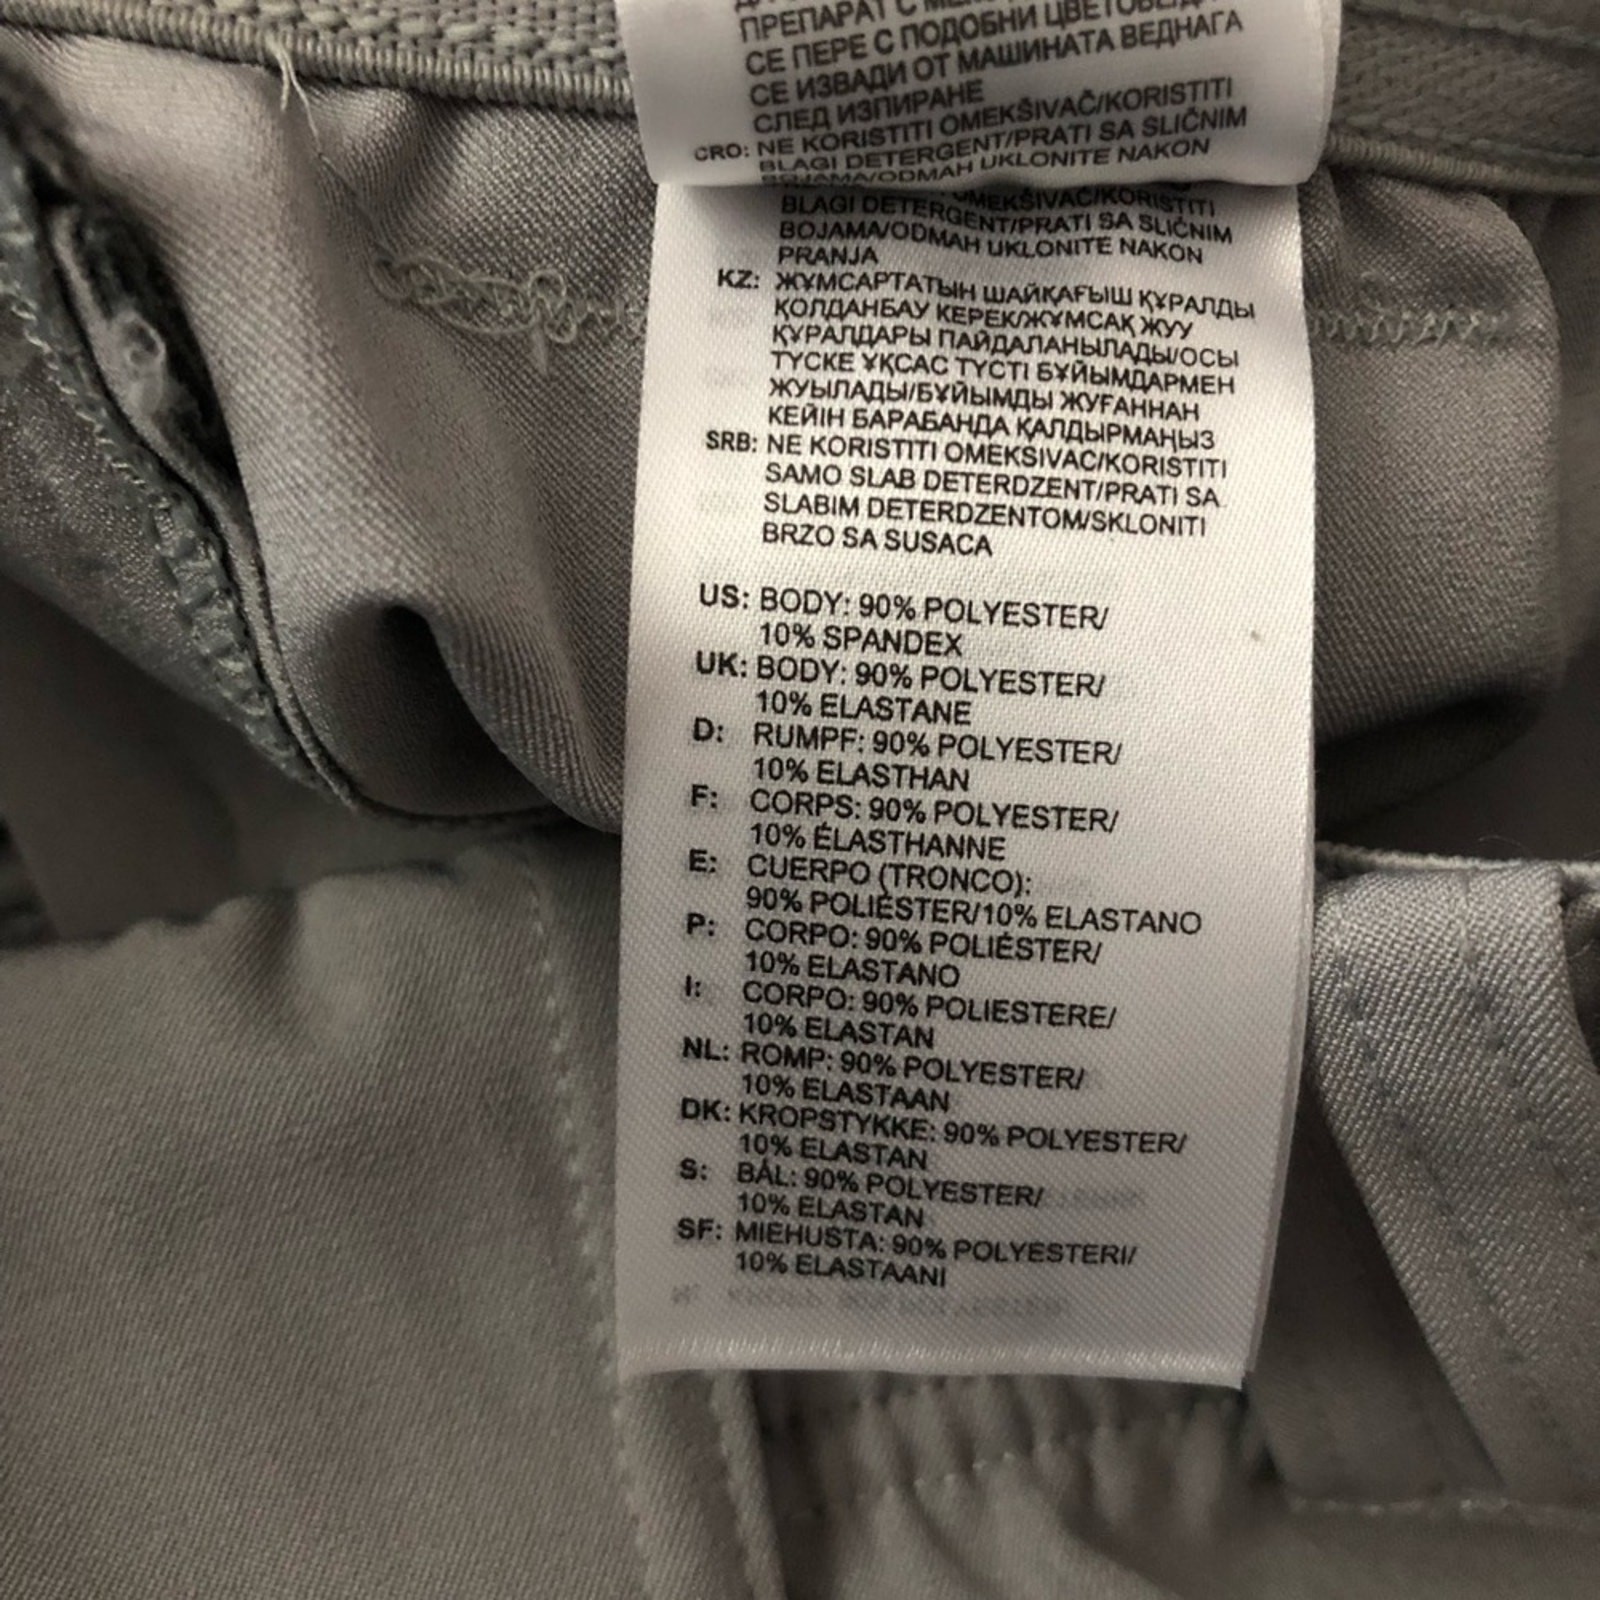 ПРЕПАРАТ С
СЕ ПЕРЕ С ПОДОБНИ
СЕ ИЗВАДИ ОТ МАШИНАТА ВЕДНАГА
СЛЕД ИЗПИРАНЕ
CRO: NE KORISTITI OMEKŠIVAČ/KORISTITI
BLAGI DETERGENT/PRATI SA SLIČNIM
BOJAMA/ODMAH UKLONITE NAKON
OMEKŠIVAČ/KORISTITI
BLAGI DETERGENT/PRATI SA SLIČNIM
BOJAMA/ODMAH UKLONITE NAKON
PRANJA
KZ: ЖҰМСАРТАТЫН ШАЙҚАҒЫШ ҚҰРАЛДЫ
ҚОЛДАНБАУ КЕРЕК/ЖҰМСАҚ ЖУУ
ҚҰРАЛДАРЫ ПАЙДАЛАНЫЛАДЫ/ОСЫ
ТҮСКЕ ҰҚСАС ТҮСТІ БҰЙЫМДАРМЕН
ЖУЫЛАДЫ/БҰЙЫМДЫ ЖУҒАННАН
КЕЙІН БАРАБАНДА ҚАЛДЫРМАҢЫЗ
SRB: NE KORISTITI OMEKSIVAC/KORISTITI
SAMO SLAB DETERDZENT/PRATI SA
SLABIM DETERDZENTOM/SKLONITI
BRZO SA SUSACA
US: BODY: 90% POLYESTER/
10% SPANDEX
UK: BODY: 90% POLYESTER/
10% ELASTANE
D: RUMPF: 90% POLYESTER/
10% ELASTHAN
F: CORPS: 90% POLYESTER/
10% ÉLASTHANNE
E: CUERPO (TRONCO):
90% POLIÉSTER/10% ELASTANO
P: CORPO: 90% POLIÉSTER/
10% ELASTANO
I: CORPO: 90% POLIESTERE/
10% ELASTAN
NL: ROMP: 90% POLYESTER/
10% ELASTAAN
DK: KROPSTYKKE: 90% POLYESTER/
10% ELASTAN
S: BÅL: 90% POLYESTER/
10% ELASTAN
SF: MIEHUSTA: 90% POLYESTERI/
10% ELASTAANI